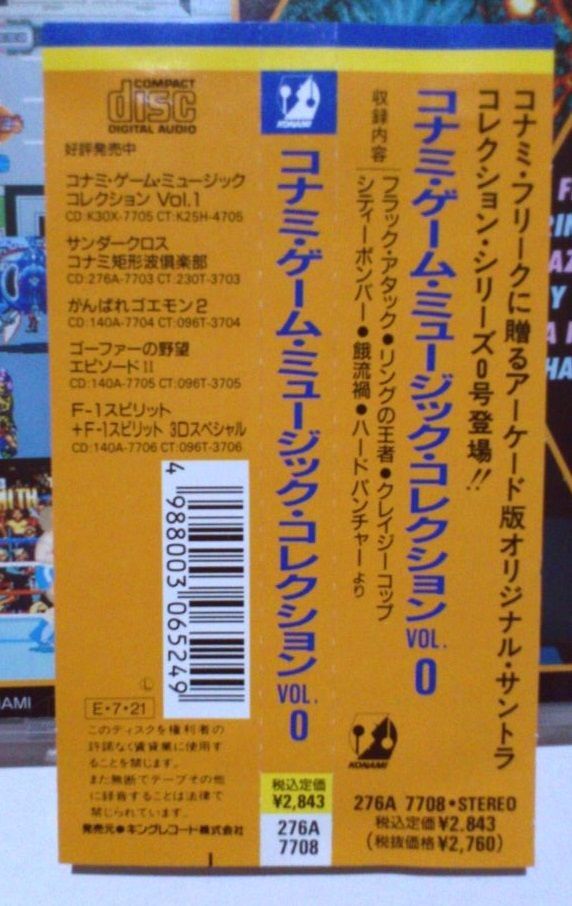 コナミ・フリークに贈るアーケード版オリジナル・サントラ
コレクション・シリーズ0号登場!!
コナミ・ゲーム・ミュージック・コレクション VOL. 0
収録内容
フラック・アタック●リングの王者●クレイジーコップ
シティーボンバー●餓流禍●ハードパンチャーより
KONAMI
276A 7708・STEREO
税込定価¥2,843
(税抜価格¥2,760)
KONAMI
コナミ・ゲーム・ミュージック・コレクション VOL. 0
税込定価
¥2,843
276A
7708
COMPACT
disc
DIGITAL AUDIO
好評発売中
コナミ・ゲーム・ミュージック
コレクション Vol.1
CD:K30X-7705 CT:K25H-4705
サンダークロス
コナミ矩形波倶楽部
CD:276A-7703 CT:230T-3703
がんばれゴエモン2
CD:140A-7704 CT:096T-3704
ゴーファーの野望
エピソードII
CD:140A-7705 CT:096T-3705
F-1スピリット
+F-1スピリット 3Dスペシャル
CD:140A-7706 CT:096T-3706
4 988003 065249
Ⓛ
E・7・21
このディスクを権利者の
許諾なく賃貸業に使用す
ることを禁じます。
また無断でテープその他
に録音することは法律で
禁じられています。
発売元●キングレコード株式会社
NAMI